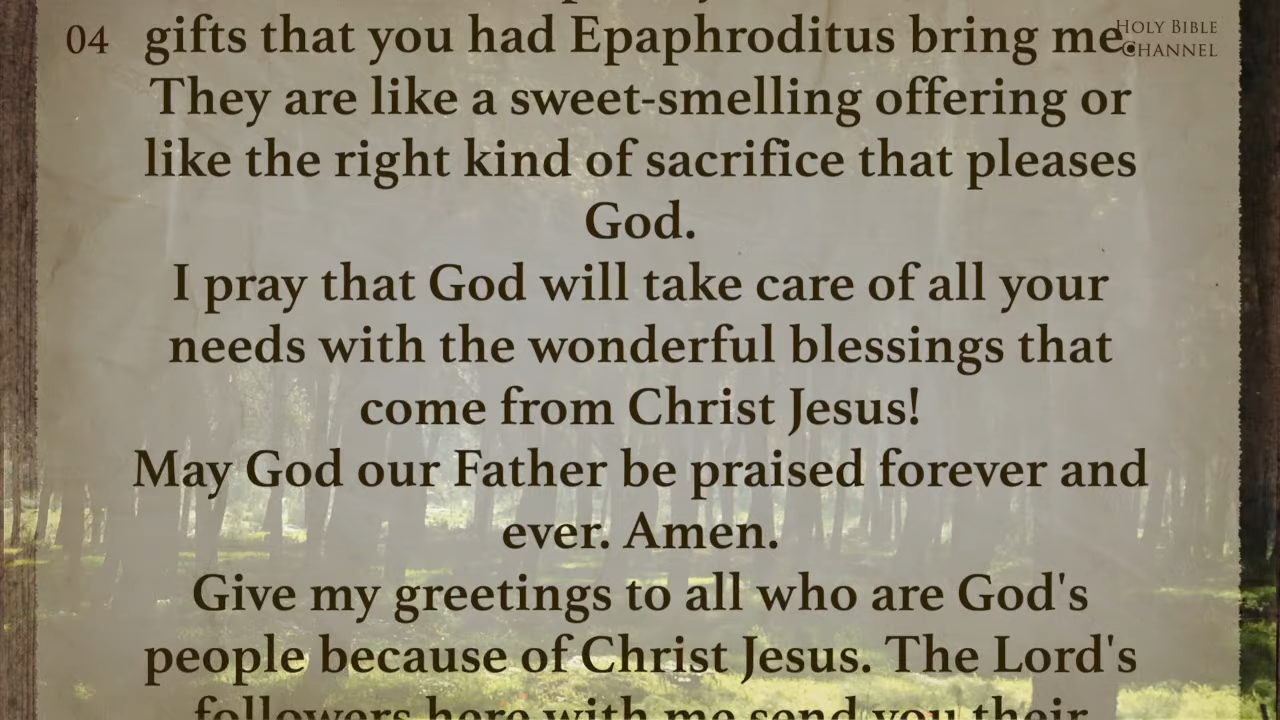 04
gifts that you had Epaphroditus bring me.
HOLY BIBLE
CHANNEL
They are like a sweet-smelling offering or
like the right kind of sacrifice that pleases
God.
I pray that God will take care of all your
needs with the wonderful blessings that
come from Christ Jesus!
May God our Father be praised forever and
ever. Amen.
Give my greetings to all who are God's
people because of Christ Jesus. The Lord's
followers here with me send you their